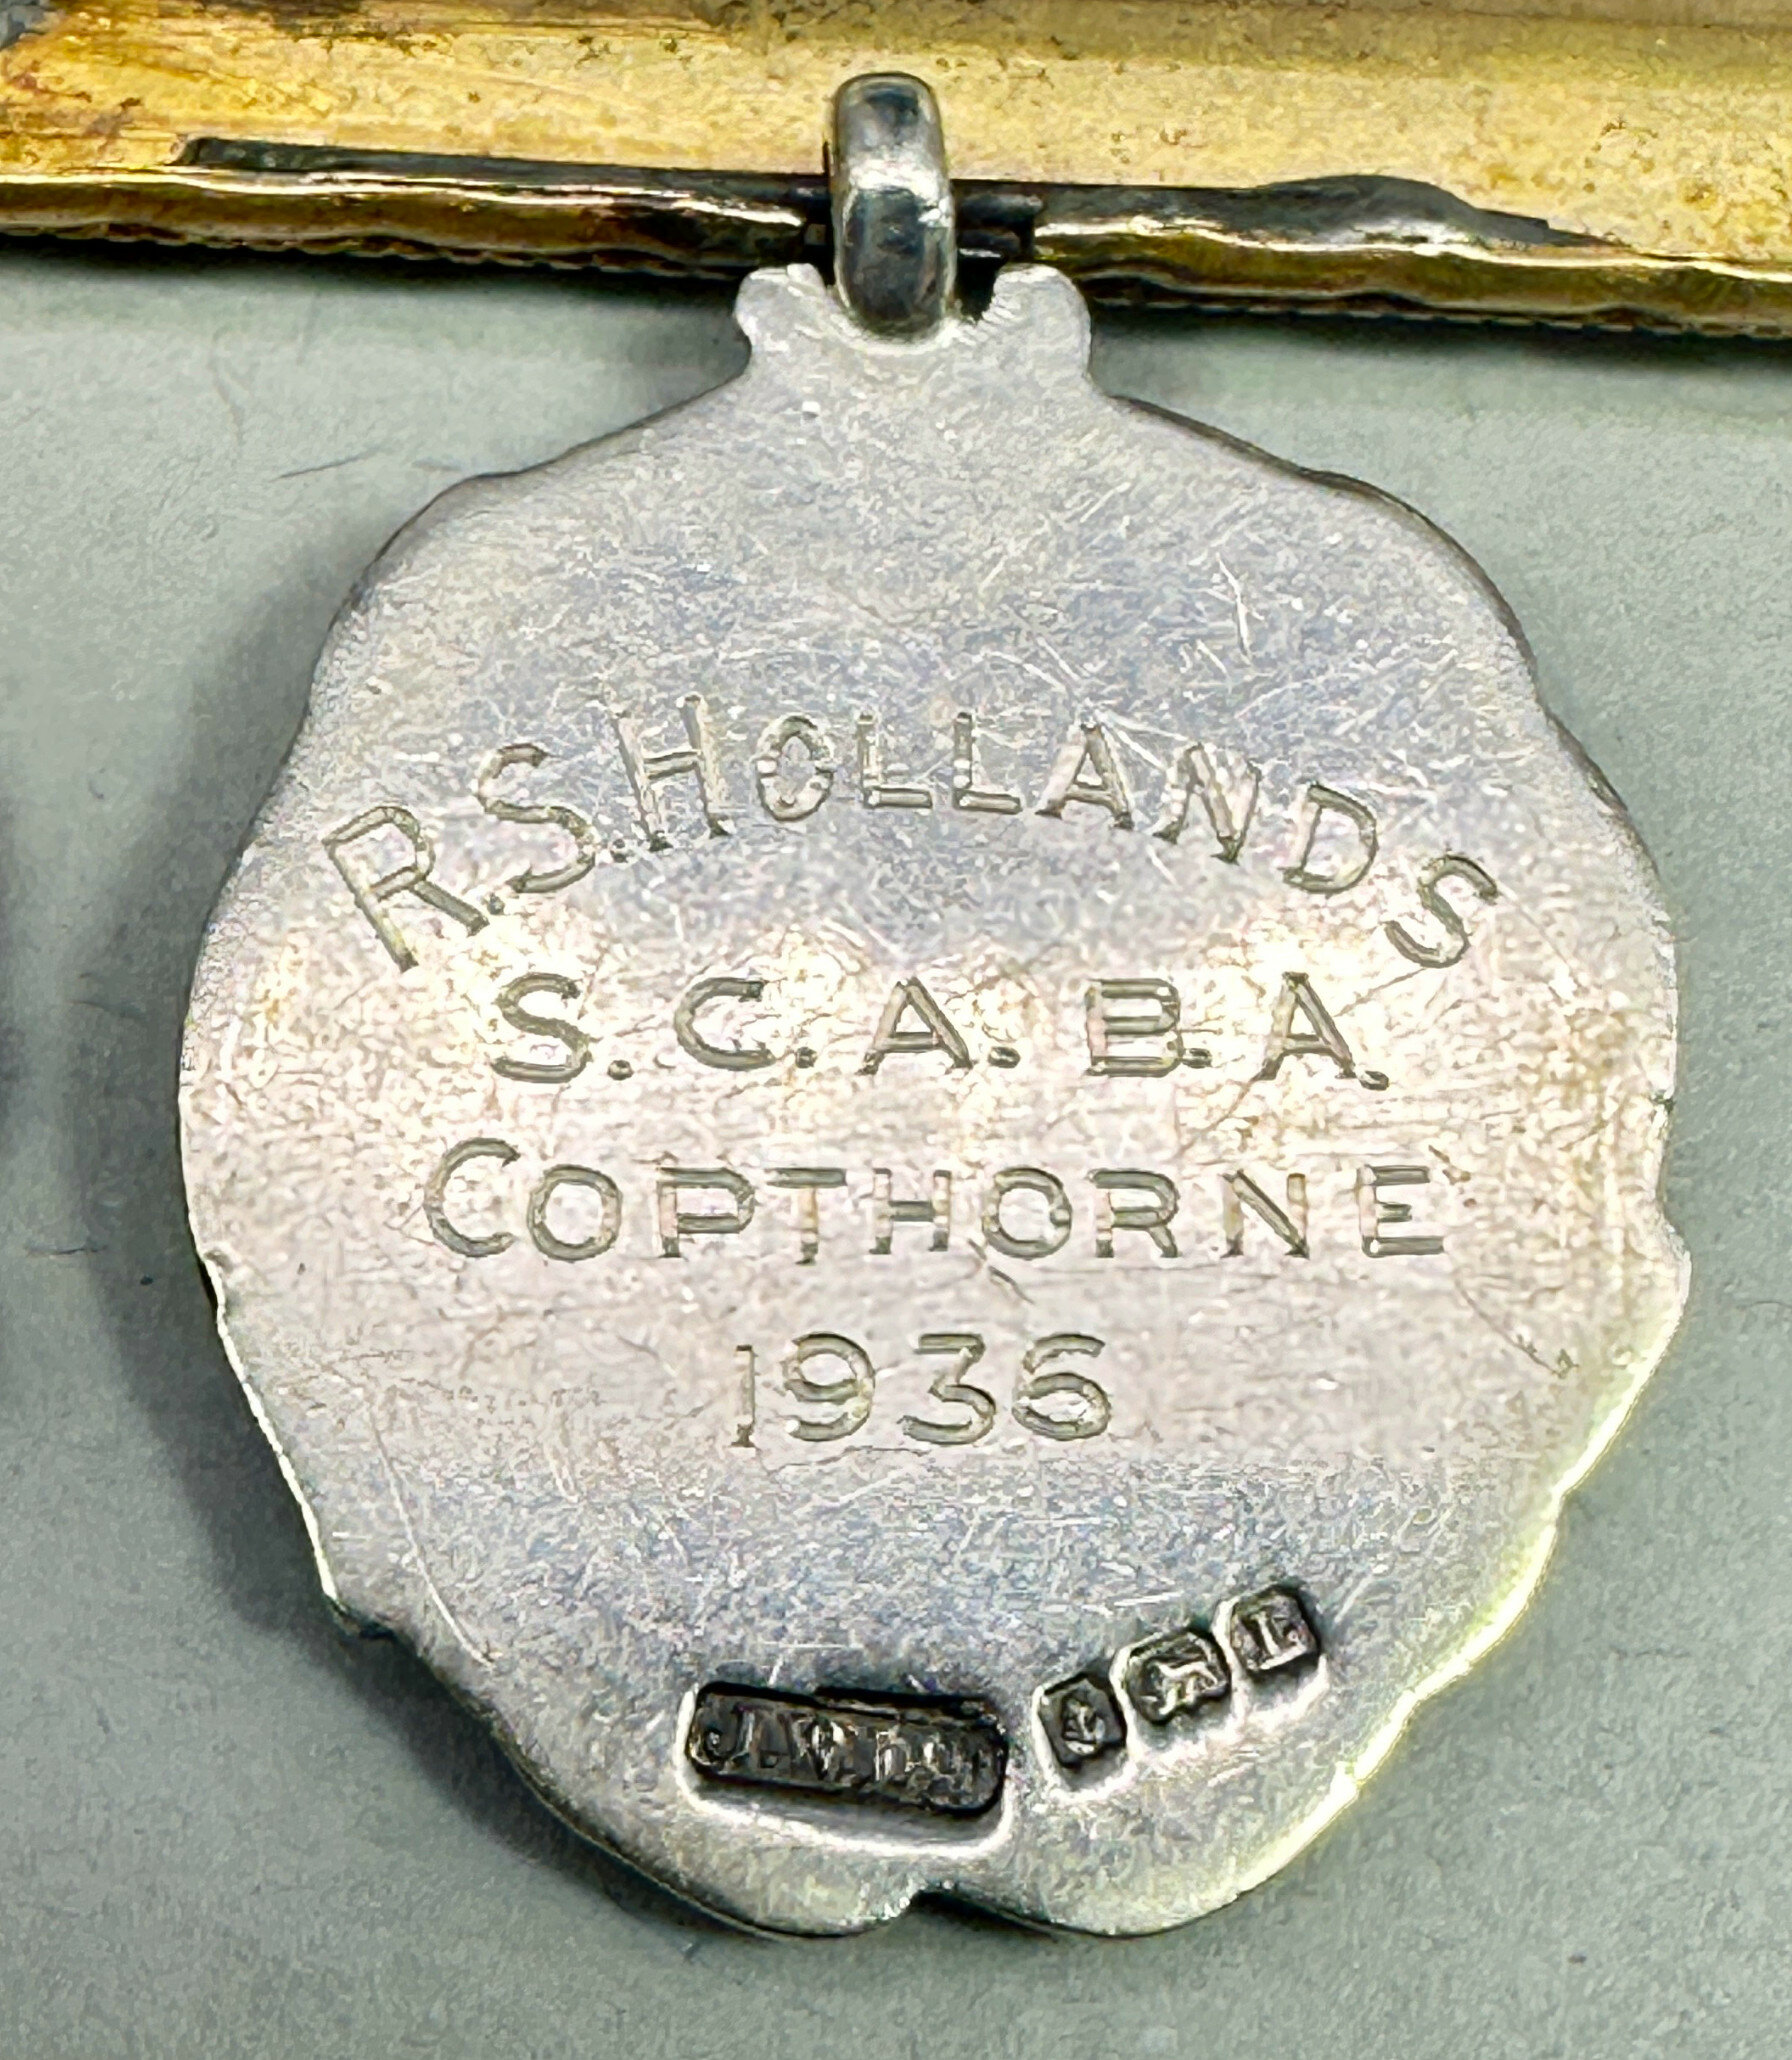 R.S.HOLLANDS
S.C.A.B.A.
COPTHORNE
1936
L